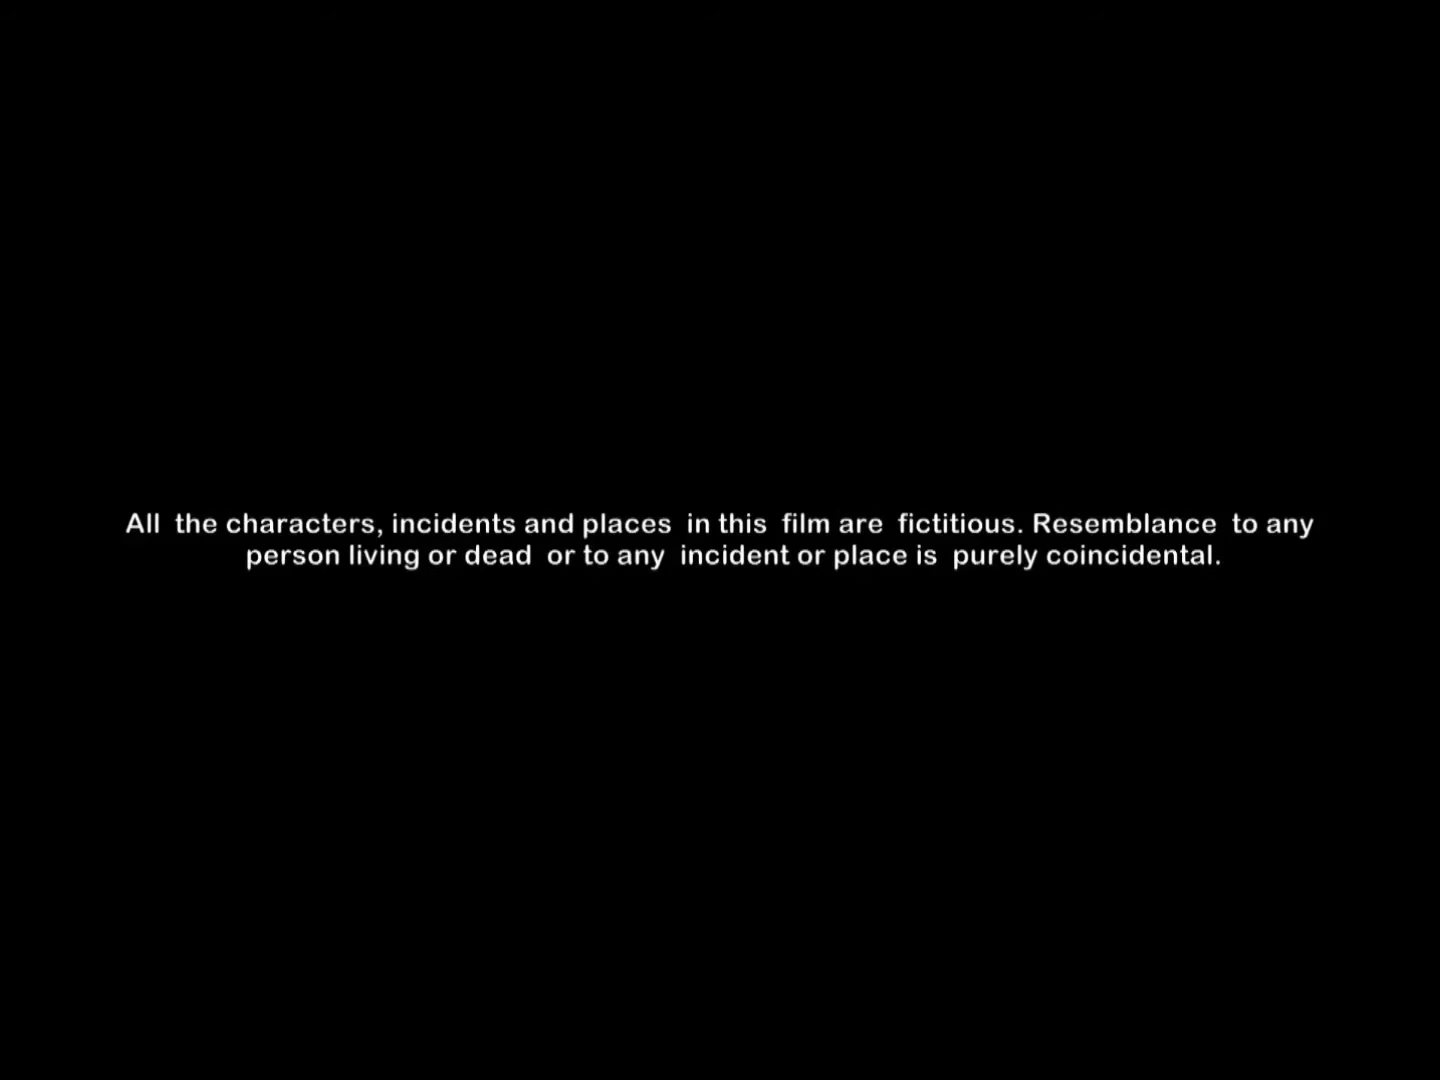 All the characters, incidents and places in this film are fictitious. Resemblance to any
person living or dead or to any incident or place is purely coincidental.